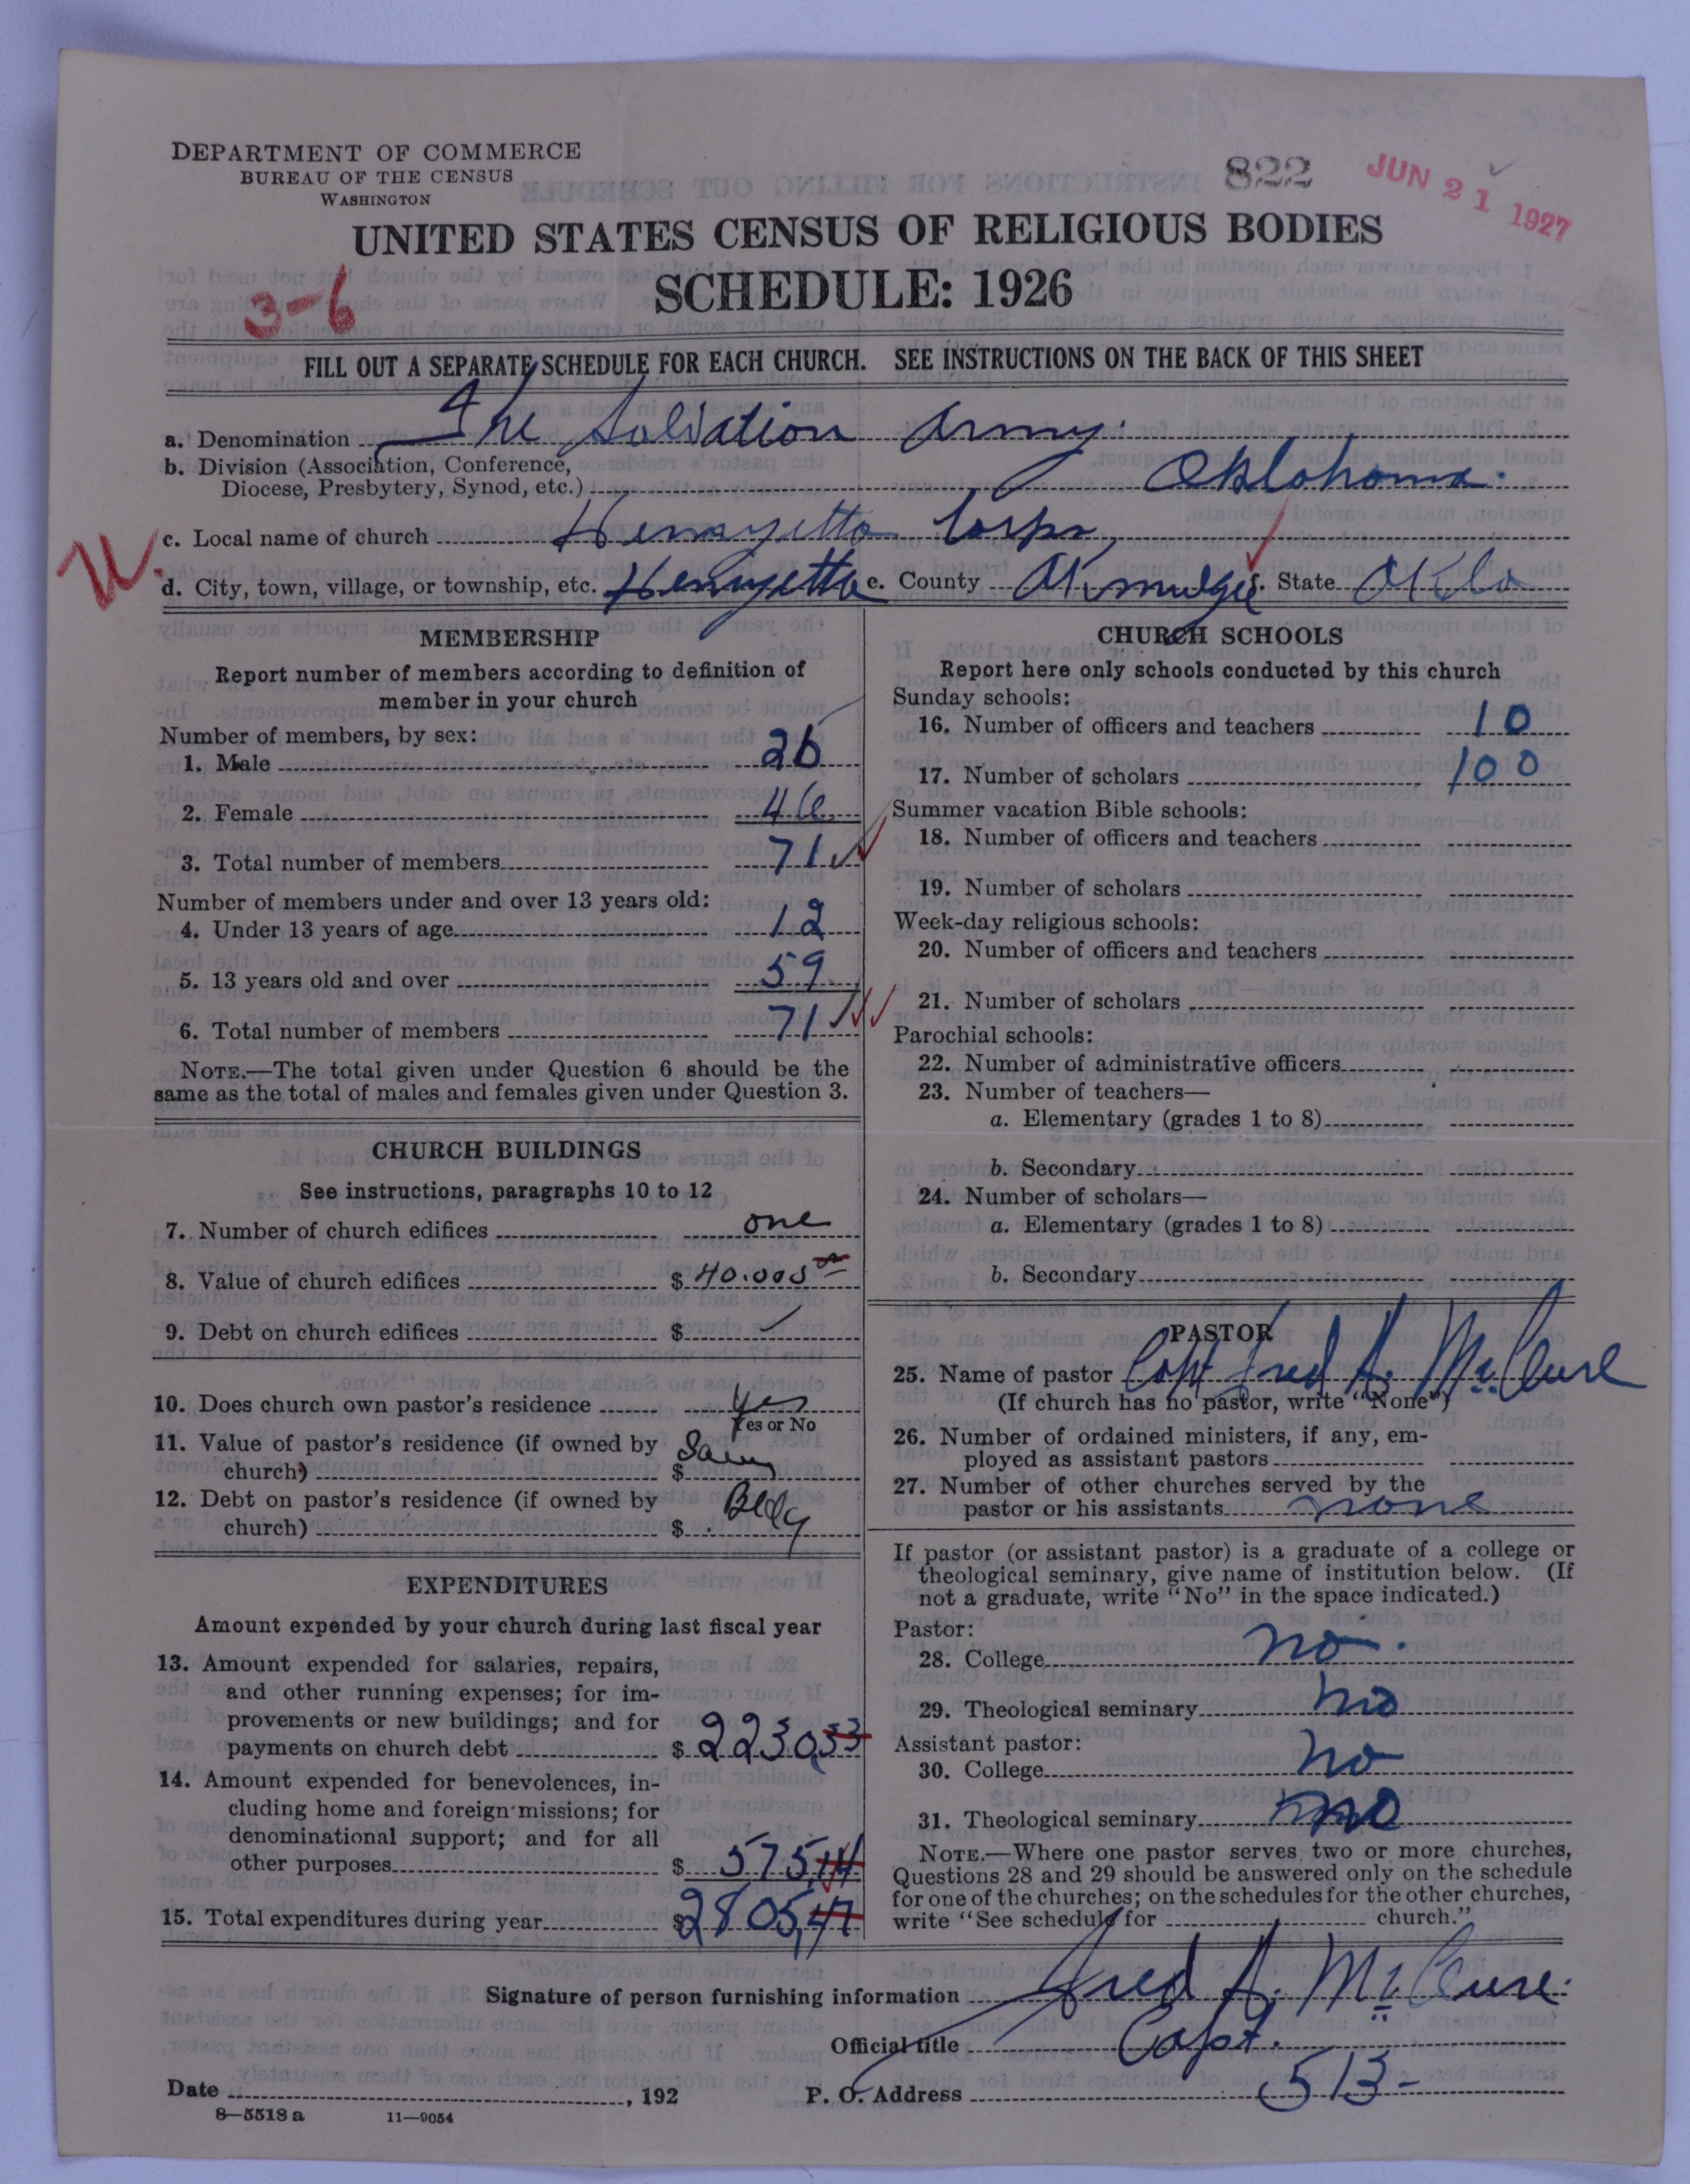 DEPARTMENT OF COMMERCE
BUREAU OF THE CENSUS
WASHINGTON
822
JUN 21 1927
UNITED STATES CENSUS OF RELIGIOUS BODIES
SCHEDULE: 1926
3-6
FILL OUT A SEPARATE SCHEDULE FOR EACH CHURCH. SEE INSTRUCTIONS ON THE BACK OF THIS SHEET
a. Denomination The Salvation Army.
b. Division (Association, Conference,
Diocese, Presbytery, Synod, etc.) Oklahoma.
c. Local name of church Henryetta Corps,
d. City, town, village, or township, etc. Henryetta e. County Okmulgee f. State Okla
MEMBERSHIP
Report number of members according to definition of
member in your church
Number of members, by sex:
1. Male 26
2. Female
3. Total number of members 71
Number of members under and over 13 years old:
4. Under 13 years of age 12
5. 13 years old and over 59
6. Total number of members 71
NOTE.—The total given under Question 6 should be the
same as the total of males and females given under Question 3.
CHURCH BUILDINGS
See instructions, paragraphs 10 to 12
7. Number of church edifices one
8. Value of church edifices $ 40.000
9. Debt on church edifices $
10. Does church own pastor's residence Yes
Yes or No
11. Value of pastor's residence (if owned by
church) $
12. Debt on pastor's residence (if owned by
church) $ Bldg
EXPENDITURES
Amount expended by your church during last fiscal year
13. Amount expended for salaries, repairs,
and other running expenses; for im-
provements or new buildings; and for
payments on church debt $ 2230,33
14. Amount expended for benevolences, in-
cluding home and foreign missions; for
denominational support; and for all
other purposes $ 575,14
15. Total expenditures during year $ 2805,47
CHURCH SCHOOLS
Report here only schools conducted by this church
Sunday schools:
16. Number of officers and teachers 10
17. Number of scholars 100
Summer vacation Bible schools:
18. Number of officers and teachers
19. Number of scholars
Week-day religious schools:
20. Number of officers and teachers
21. Number of scholars
Parochial schools:
22. Number of administrative officers
23. Number of teachers—
a. Elementary (grades 1 to 8)
b. Secondary
24. Number of scholars—
a. Elementary (grades 1 to 8)
b. Secondary
PASTOR
25. Name of pastor Capt Fred A. McClure
(If church has no pastor, write "None")
26. Number of ordained ministers, if any, em-
ployed as assistant pastors
27. Number of other churches served by the
pastor or his assistants none
If pastor (or assistant pastor) is a graduate of a college or
theological seminary, give name of institution below. (If
not a graduate, write "No" in the space indicated.)
Pastor:
28. College no.
29. Theological seminary no
Assistant pastor:
30. College no
31. Theological seminary no
NOTE.—Where one pastor serves two or more churches,
Questions 28 and 29 should be answered only on the schedule
for one of the churches; on the schedules for the other churches,
write "See schedule for church."
Signature of person furnishing information Fred A. McClure.
Official title Capt.
Date , 192 P. O. Address 513-
8—5518 a 11—9054